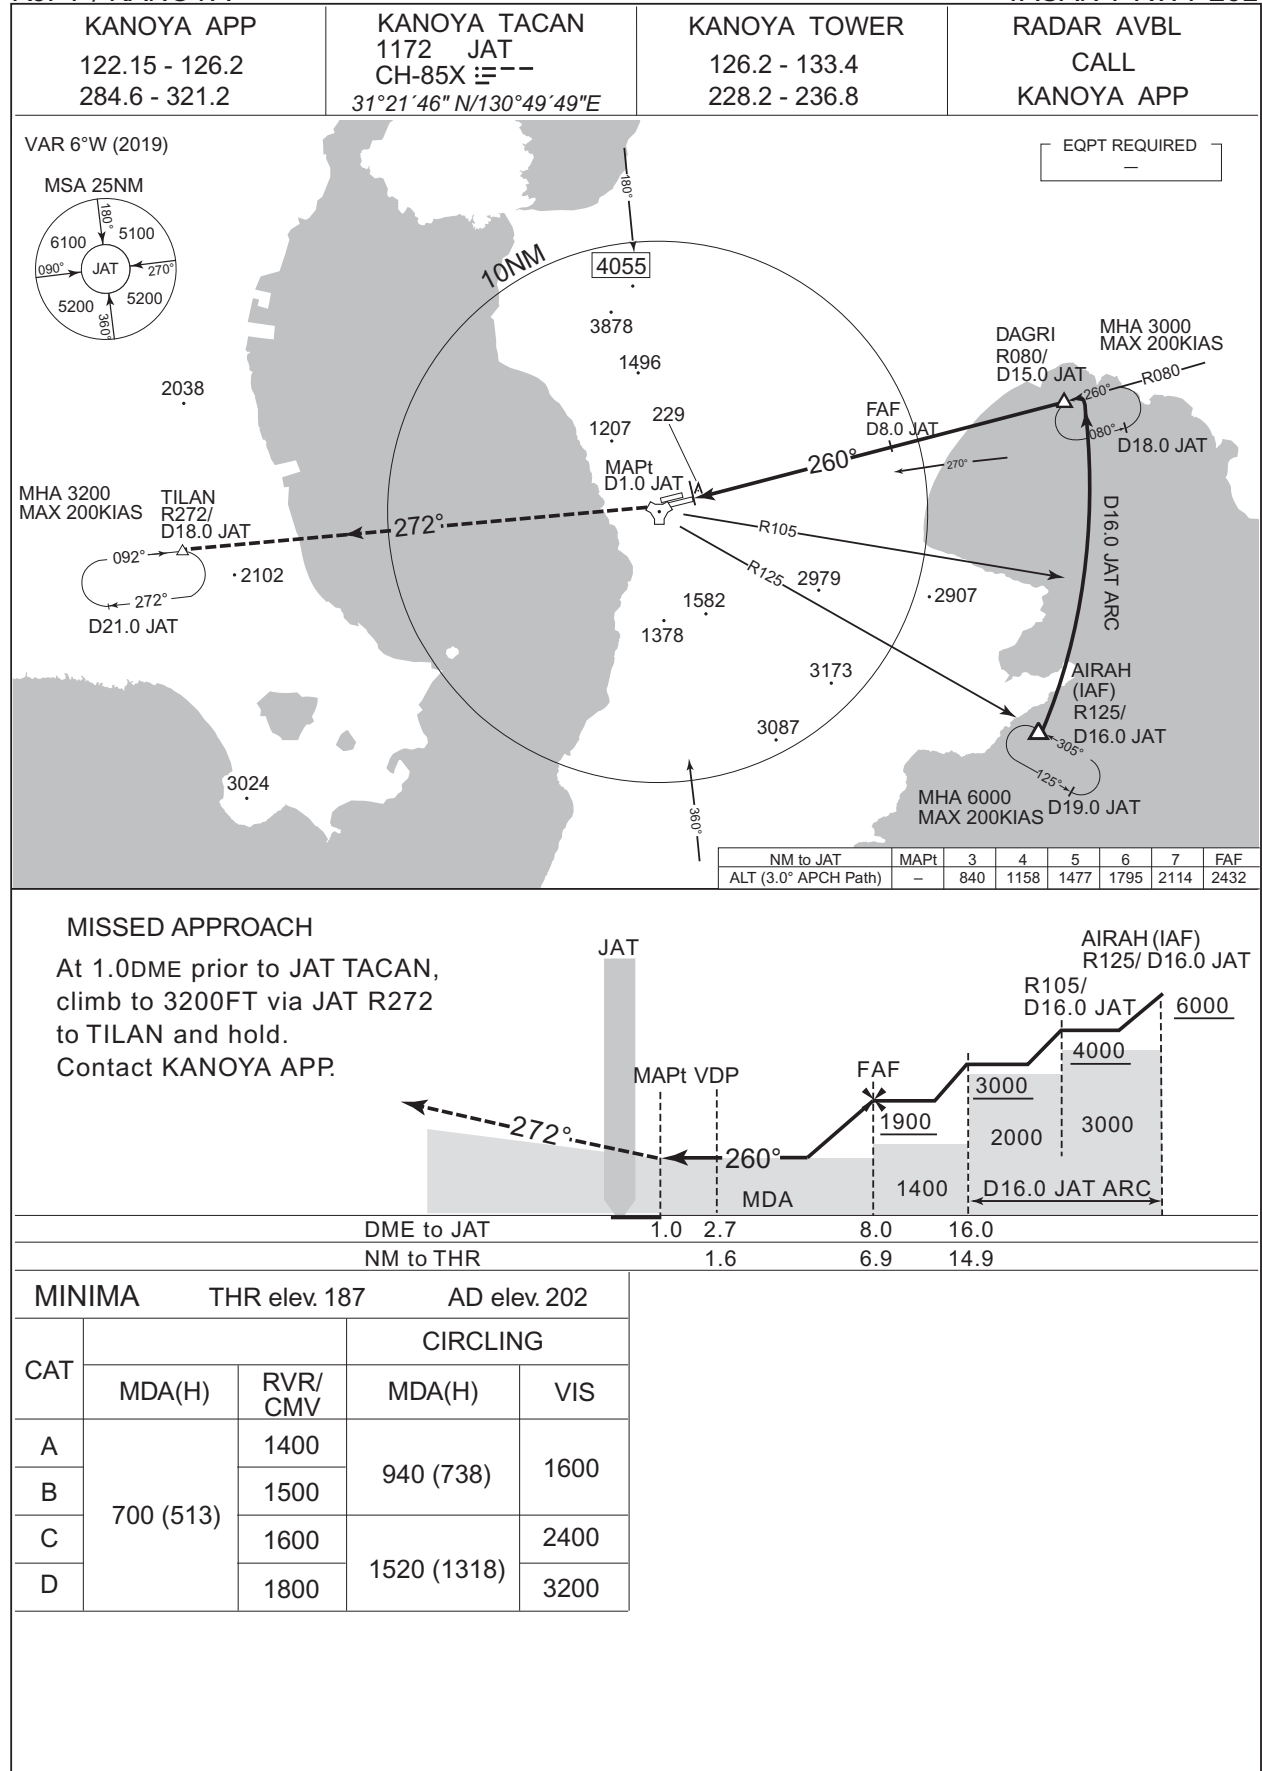 KANOYA APP
122.15 - 126.2
284.6 - 321.2
KANOYA TACAN
1172 JAT
CH-85X
31°21´46" N/130°49´49"E
KANOYA TOWER
126.2 - 133.4
228.2 - 236.8
RADAR AVBL
CALL
KANOYA APP
VAR 6°W (2019)
EQPT REQUIRED
–
MSA 25NM
180°
6100
5100
090°
JAT
270°
5200
5200
360°
180°
10NM
4055
3878
1496
2038
1207
229
DAGRI
R080/
D15.0 JAT
MHA 3000
MAX 200KIAS
R080
260°
080°
D18.0 JAT
FAF
D8.0 JAT
260°
270°
MAPt
D1.0 JAT
A
MHA 3200
MAX 200KIAS
TILAN
R272/
D18.0 JAT
272°
092°
272°
D21.0 JAT
2102
R105
R125
D16.0 JAT ARC
2979
2907
1582
1378
3173
3087
3024
AIRAH
(IAF)
R125/
D16.0 JAT
305°
125°
D19.0 JAT
MHA 6000
MAX 200KIAS
360°
NM to JAT MAPt 3 4 5 6 7 FAF
ALT (3.0° APCH Path) – 840 1158 1477 1795 2114 2432
MISSED APPROACH
At 1.0DME prior to JAT TACAN,
climb to 3200FT via JAT R272
to TILAN and hold.
Contact KANOYA APP.
JAT
AIRAH (IAF)
R125/ D16.0 JAT
R105/
D16.0 JAT
6000
4000
MAPt VDP
FAF
3000
1900
272°
260°
2000
3000
MDA
1400
D16.0 JAT ARC
DME to JAT 1.0 2.7 8.0 16.0
NM to THR 1.6 6.9 14.9
MINIMA THR elev. 187 AD elev. 202
CAT
CIRCLING
MDA(H)
RVR/
CMV
MDA(H)
VIS
A
1400
B
1500
940 (738)
1600
700 (513)
C
1600
2400
D
1800
1520 (1318)
3200